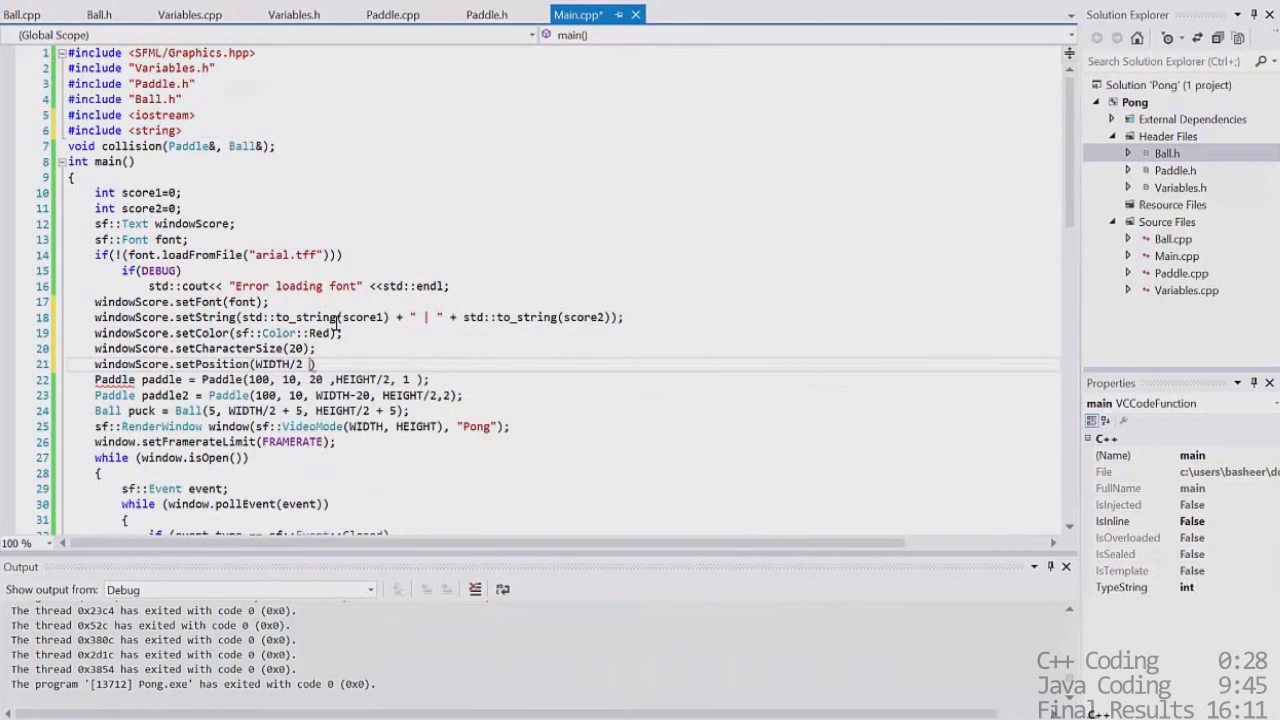 Ball.cpp Ball.h Variables.cpp Variables.h Paddle.cpp Paddle.h Main.cpp*
(Global Scope) main()
1 #include <SFML/Graphics.hpp>
2 #include "Variables.h"
3 #include "Paddle.h"
4 #include "Ball.h"
5 #include <iostream>
6 #include <string>
7 void collision(Paddle&, Ball&);
8 int main()
9 {
10 int score1=0;
11 int score2=0;
12 sf::Text windowScore;
13 sf::Font font;
14 if(!(font.loadFromFile("arial.tff")))
15 if(DEBUG)
16 std::cout<< "Error loading font" <<std::endl;
17 windowScore.setFont(font);
18 windowScore.setString(std::to_string(score1) + " | " + std::to_string(score2));
19 windowScore.setColor(sf::Color::Red);
20 windowScore.setCharacterSize(20);
21 windowScore.setPosition(WIDTH/2 )
22 Paddle paddle = Paddle(100, 10, 20 ,HEIGHT/2, 1 );
23 Paddle paddle2 = Paddle(100, 10, WIDTH-20, HEIGHT/2,2);
24 Ball puck = Ball(5, WIDTH/2 + 5, HEIGHT/2 + 5);
25 sf::RenderWindow window(sf::VideoMode(WIDTH, HEIGHT), "Pong");
26 window.setFramerateLimit(FRAMERATE);
27 while (window.isOpen())
28 {
29 sf::Event event;
30 while (window.pollEvent(event))
31 {
100 %
Output
Show output from: Debug
The thread 0x23c4 has exited with code 0 (0x0).
The thread 0x52c has exited with code 0 (0x0).
The thread 0x380c has exited with code 0 (0x0).
The thread 0x2d1c has exited with code 0 (0x0).
The thread 0x3854 has exited with code 0 (0x0).
The program '[13712] Pong.exe' has exited with code 0 (0x0).
Solution Explorer
Search Solution Explorer (Ctrl+;)
Solution 'Pong' (1 project)
Pong
External Dependencies
Header Files
Ball.h
Paddle.h
Variables.h
Resource Files
Source Files
Ball.cpp
Main.cpp
Paddle.cpp
Variables.cpp
Properties
main VCCodeFunction
C++
(Name) main
File c:\users\basheer\do
FullName main
IsInjected False
IsInline False
IsOverloaded False
IsSealed False
IsTemplate False
TypeString int
C++ Coding 0:28
Java Coding 9:45
Final Results 16:11
C++